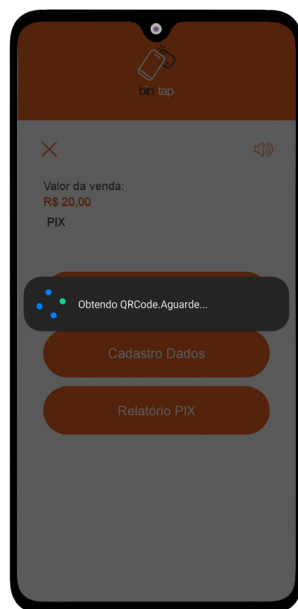 bin tap
Valor da venda:
R$ 20,00
PIX
Obtendo QRCode.Aguarde...
Cadastro Dados
Relatório PIX